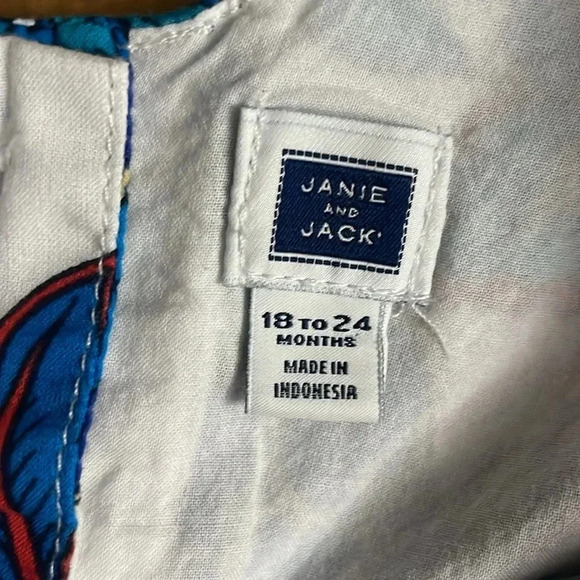 JANIE
AND
JACK
18 TO 24
MONTHS
MADE IN
INDONESIA